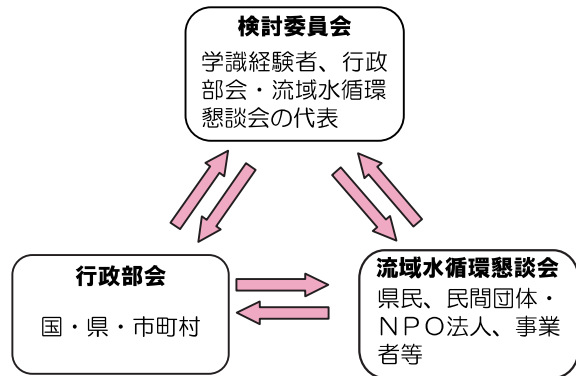 検討委員会
学識経験者、行政
部会・流域水循環
懇談会の代表
行政部会
国・県・市町村
流域水循環懇談会
県民、民間団体・
ＮＰＯ法人、事業
者等